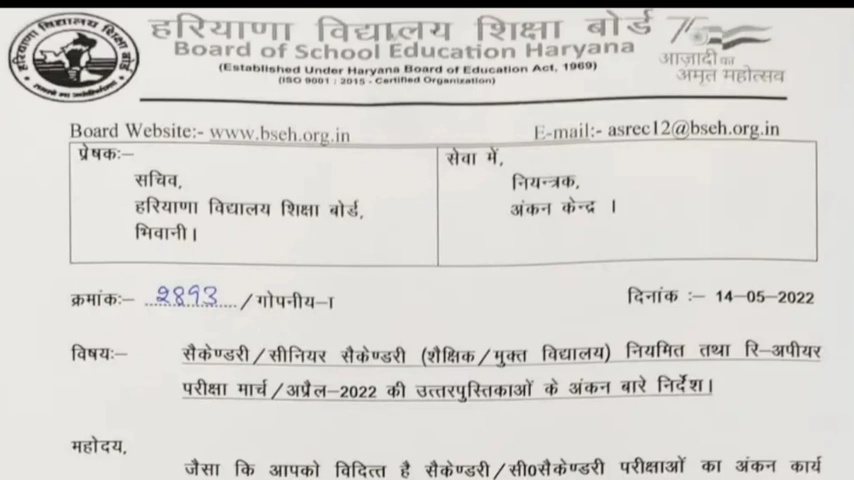 हरियाणा विद्यालय शिक्षा बोर्ड
Board of School Education Haryana
(Established Under Haryana Board of Education Act, 1969)
(ISO 9001 : 2015 - Certified Organization)
आज़ादी का
अमृत महोत्सव
Board Website:- www.bseh.org.in
E-mail:- asrec12@bseh.org.in
प्रेषकः–
सचिव,
हरियाणा विद्यालय शिक्षा बोर्ड,
भिवानी।
सेवा में,
नियन्त्रक,
अंकन केन्द्र ।
क्रमांकः– 2893 /गोपनीय–I
दिनांक :– 14–05–2022
विषयः– सैकेण्डरी/सीनियर सैकेण्डरी (शैक्षिक/मुक्त विद्यालय) नियमित तथा रि–अपीयर
परीक्षा मार्च/अप्रैल–2022 की उत्तरपुस्तिकाओं के अंकन बारे निर्देश।
महोदय,
जैसा कि आपको विदित्त है सैकेण्डरी/सी0सैकेण्डरी परीक्षाओं का अंकन कार्य